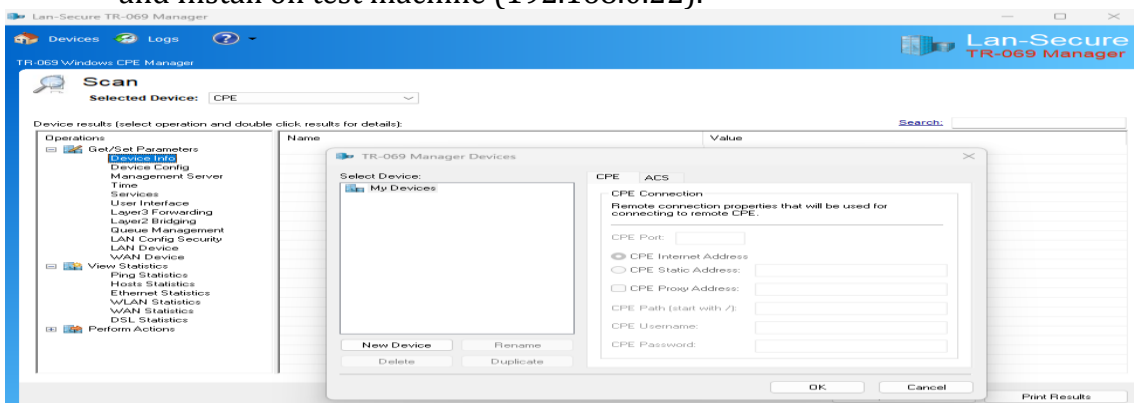 and install on test machine (192.168.0.22).
Lan-Secure TR-069 Manager
Devices Logs ?
Lan-Secure
TR-069 Manager
TR-069 Windows CPE Manager
Scan
Selected Device: CPE
Device results (select operation and double click results for details):
Search:
Operations Name Value
Get/Set Parameters
Device Info
Device Config
Management Server
Time
Services
User Interface
Layer3 Forwarding
Layer2 Bridging
Queue Management
LAN Config Security
LAN Device
WAN Device
View Statistics
Ping Statistics
Hosts Statistics
Ethernet Statistics
WLAN Statistics
WAN Statistics
DSL Statistics
Perform Actions
TR-069 Manager Devices
Select Device:
My Devices
New Device Rename
Delete Duplicate
CPE ACS
CPE Connection
Remote connection properties that will be used for
connecting to remote CPE.
CPE Port:
CPE Internet Address
CPE Static Address:
CPE Proxy Address:
CPE Path (start with /):
CPE Username:
CPE Password:
OK Cancel
Print Results